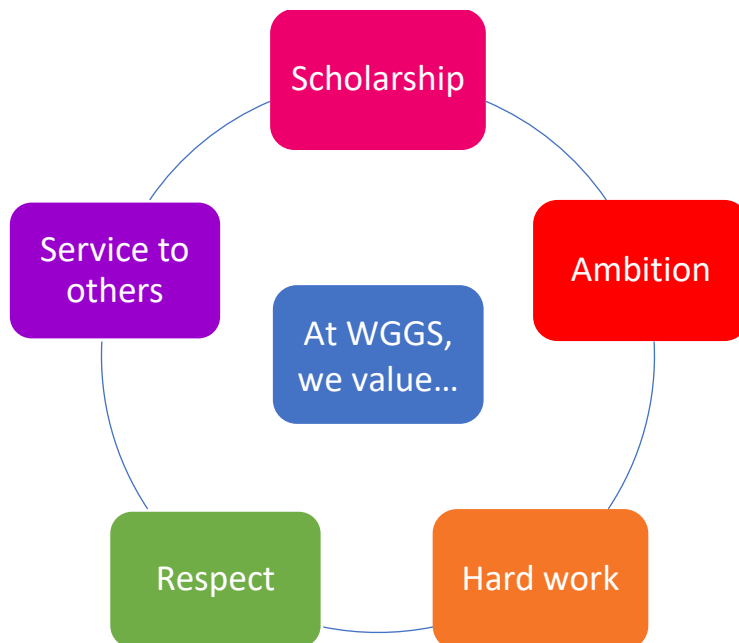 Scholarship
Ambition
Hard work
Respect
Service to
others
At WGGS,
we value…